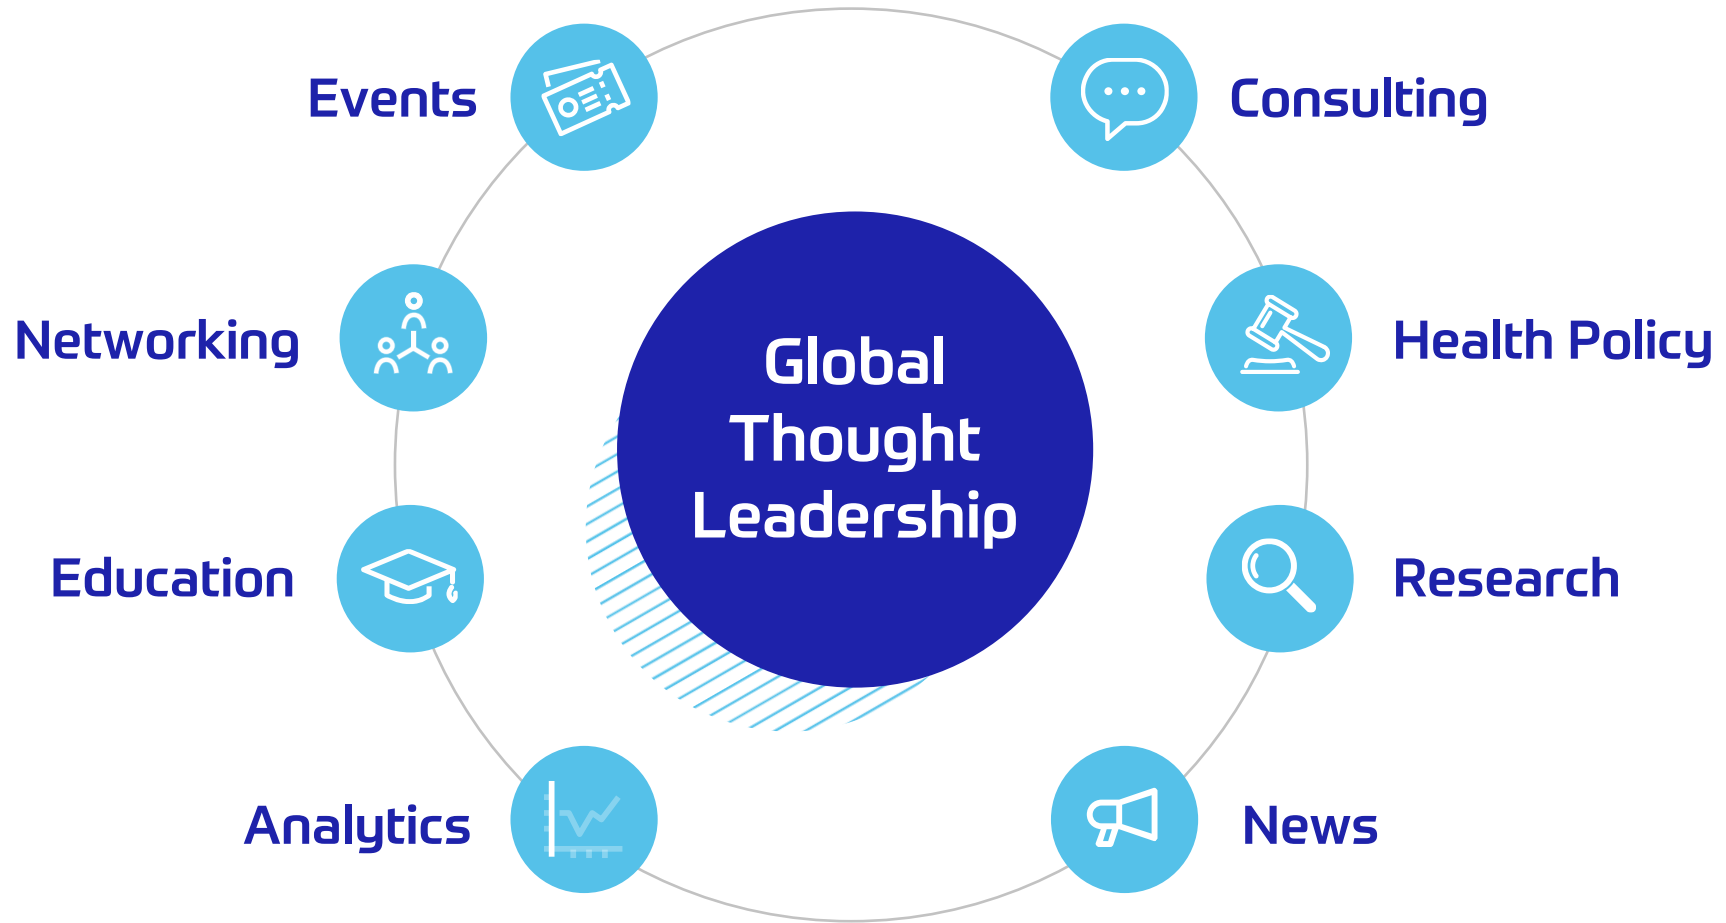 Events
Consulting
Networking
Health Policy
Global
Thought
Leadership
Education
Research
Analytics
News